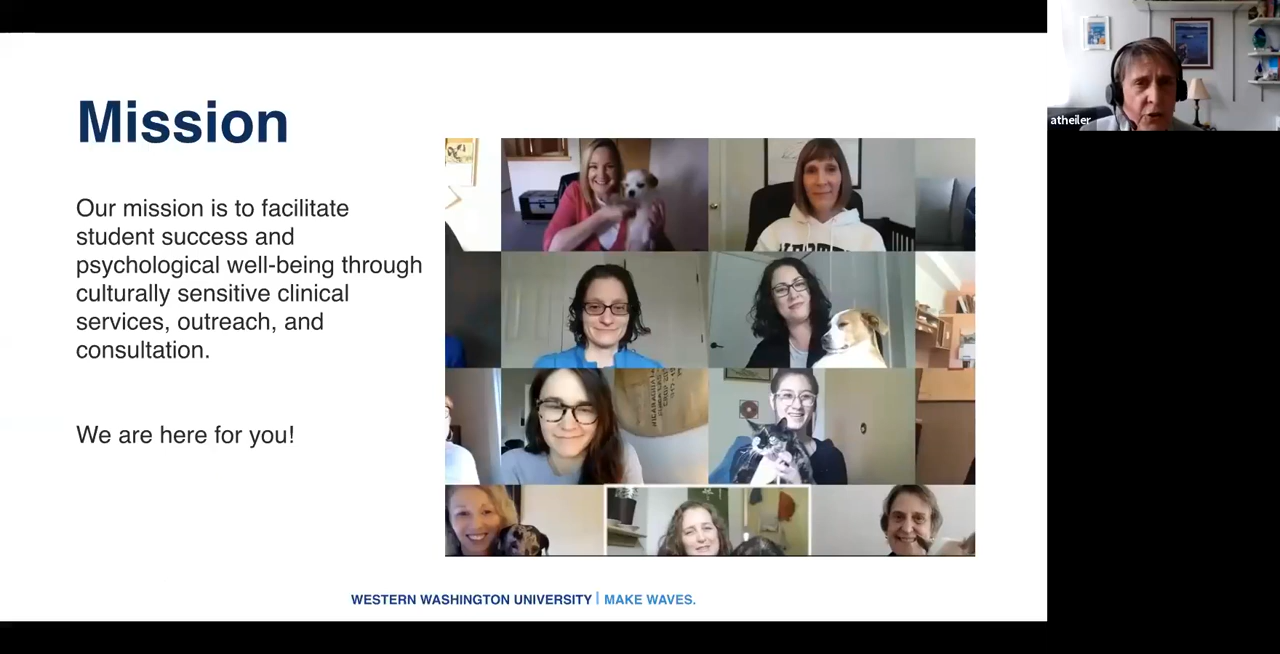 Mission
Our mission is to facilitate
student success and
psychological well-being through
culturally sensitive clinical
services, outreach, and
consultation.
We are here for you!
WESTERN WASHINGTON UNIVERSITY | MAKE WAVES.
atheiler
NICARAGUA